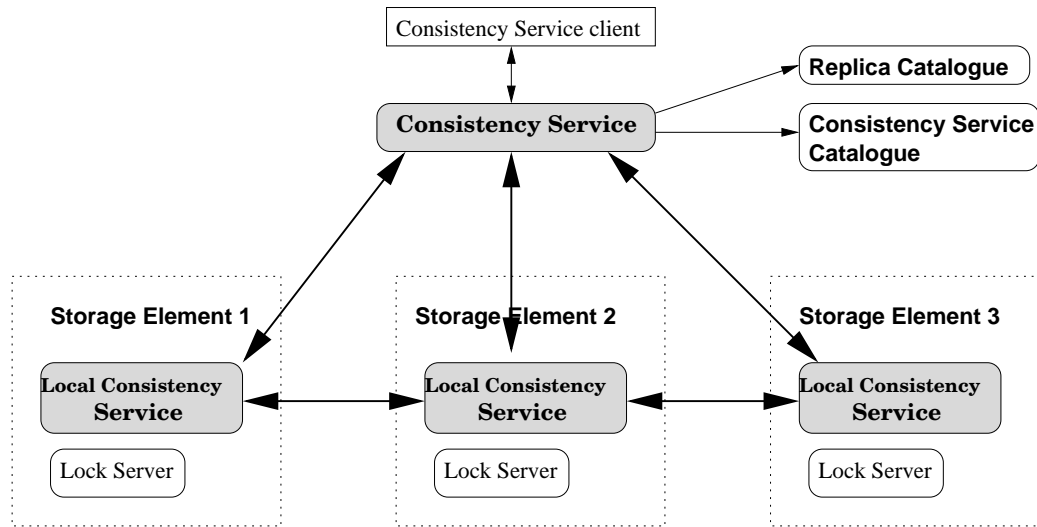 Consistency Service client
Replica Catalogue
Consistency Service
Consistency Service
Catalogue
Storage Element 1
Storage Element 2
Storage Element 3
Local Consistency
Service
Local Consistency
Service
Local Consistency
Service
Lock Server
Lock Server
Lock Server